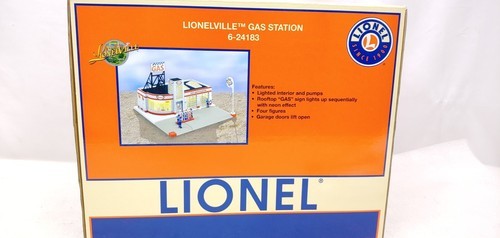 LIONELVILLE™ GAS STATION
6-24183
LIONEL
SINCE 1900
GAS
Features:
• Lighted interior and pumps
• Rooftop "GAS" sign lights up sequentially
with neon effect
• Four figures
• Garage doors lift open
LIONEL®